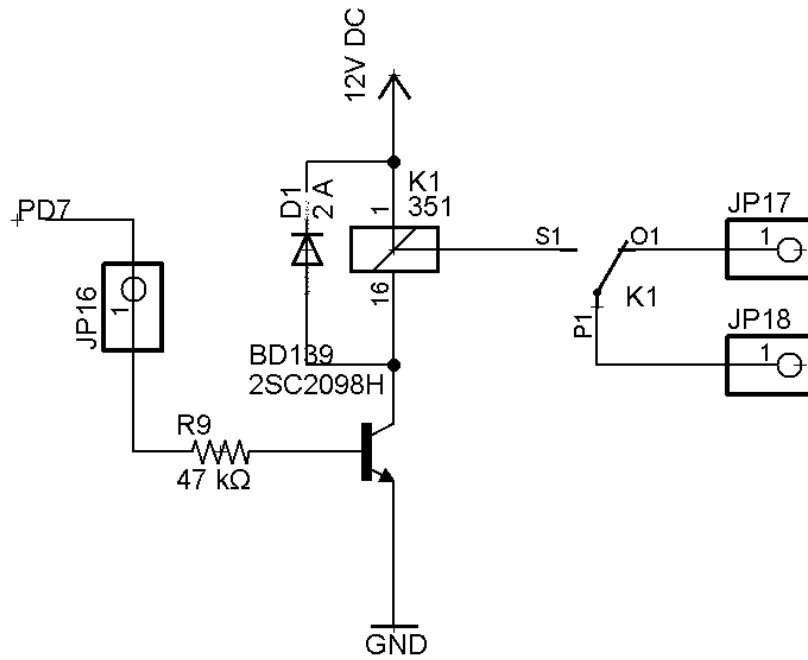 12V DC
D1
2 A
K1
351
1
16
PD7
JP16
1
S1
O1
P1
K1
JP17
1
JP18
1
BD139
2SC2098H
R9
47 kΩ
GND